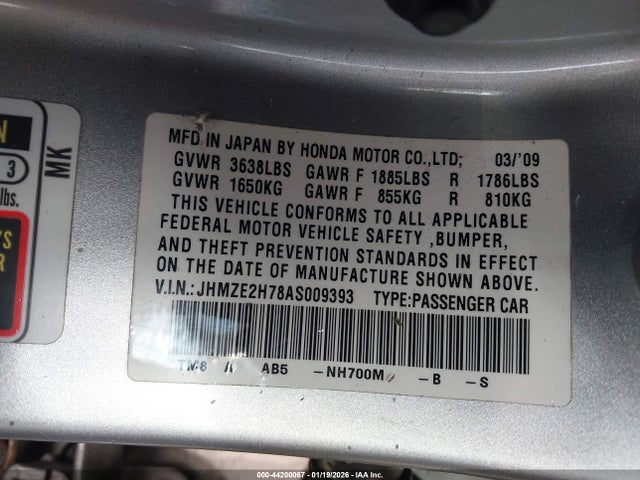 N
3
lbs.
'S
R
MK
MFD IN JAPAN BY HONDA MOTOR CO.,LTD; 03/'09
GVWR 3638LBS GAWR F 1885LBS R 1786LBS
GVWR 1650KG GAWR F 855KG R 810KG
THIS VEHICLE CONFORMS TO ALL APPLICABLE
FEDERAL MOTOR VEHICLE SAFETY ,BUMPER,
AND THEFT PREVENTION STANDARDS IN EFFECT
ON THE DATE OF MANUFACTURE SHOWN ABOVE.
V.I.N.: JHMZE2H78AS009393 TYPE:PASSENGER CAR
TM8 A AB5 -NH700M -B -S
000-44200067 - 01/19/2026 - IAA Inc.